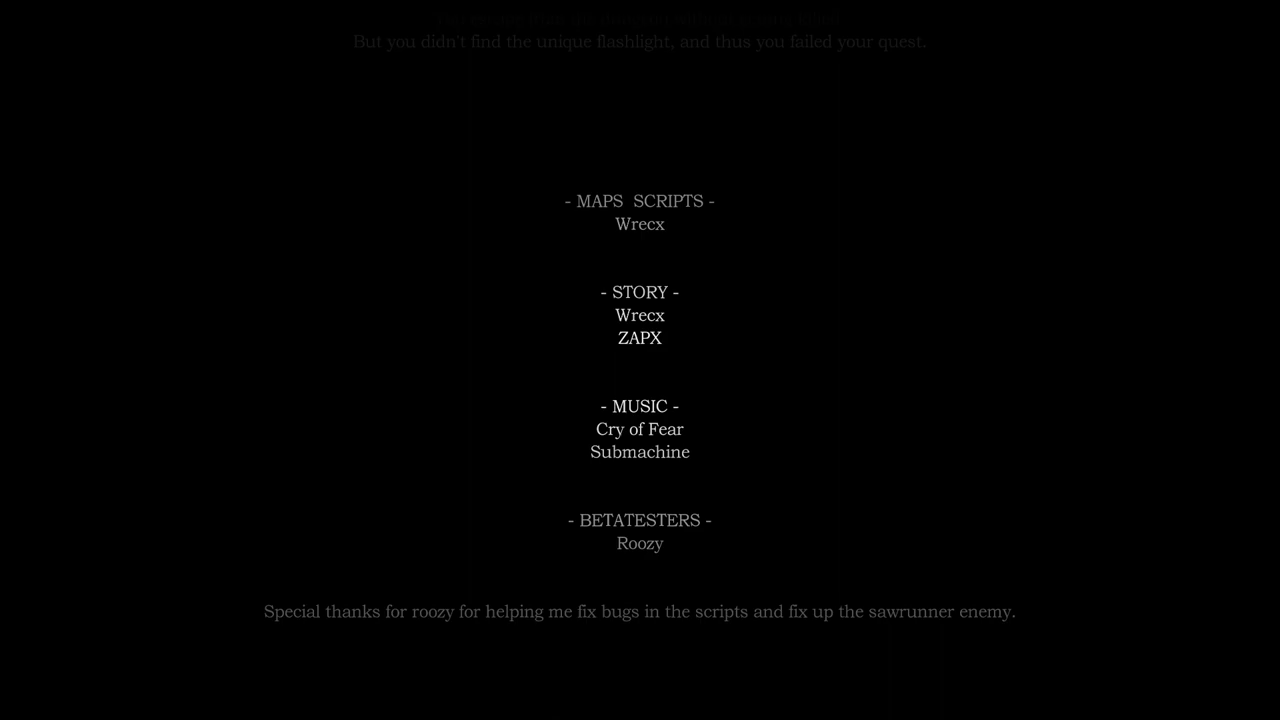 But you didn't find the unique flashlight, and thus you failed your quest.
- MAPS  SCRIPTS -
Wrecx
- STORY -
Wrecx
ZAPX
- MUSIC -
Cry of Fear
Submachine
- BETATESTERS -
Roozy
Special thanks for roozy for helping me fix bugs in the scripts and fix up the sawrunner enemy.